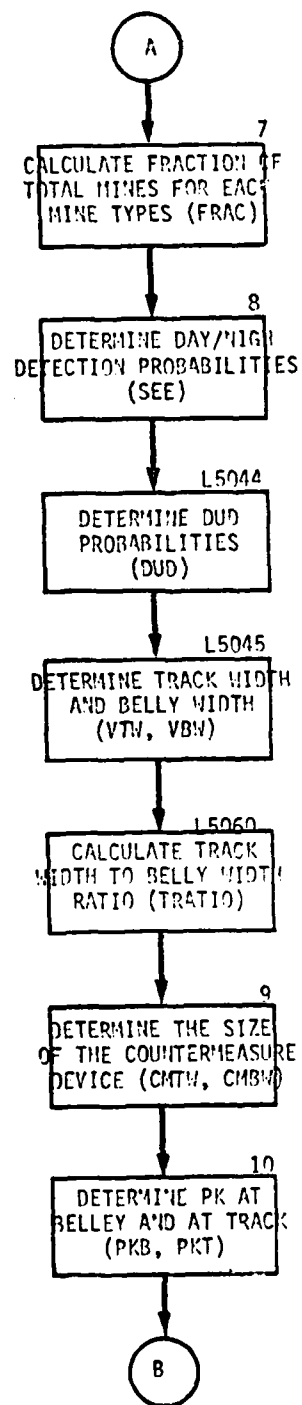 A
7
CALCULATE FRACTION OF
TOTAL MINES FOR EACH
MINE TYPES (FRAC)
8
DETERMINE DAY/NIGH
DETECTION PROBABILITIES
(SEE)
L5044
DETERMINE DUD
PROBABILITIES
(DUD)
L5045
DETERMINE TRACK WIDTH
AND BELLY WIDTH
(VTW, VBW)
L5060
CALCULATE TRACK
WIDTH TO BELLY WIDTH
RATIO (TRATIO)
9
DETERMINE THE SIZE
OF THE COUNTERMEASURE
DEVICE (CMTW, CMBW)
10
DETERMINE PK AT
BELLEY AND AT TRACK
(PKB, PKT)
B